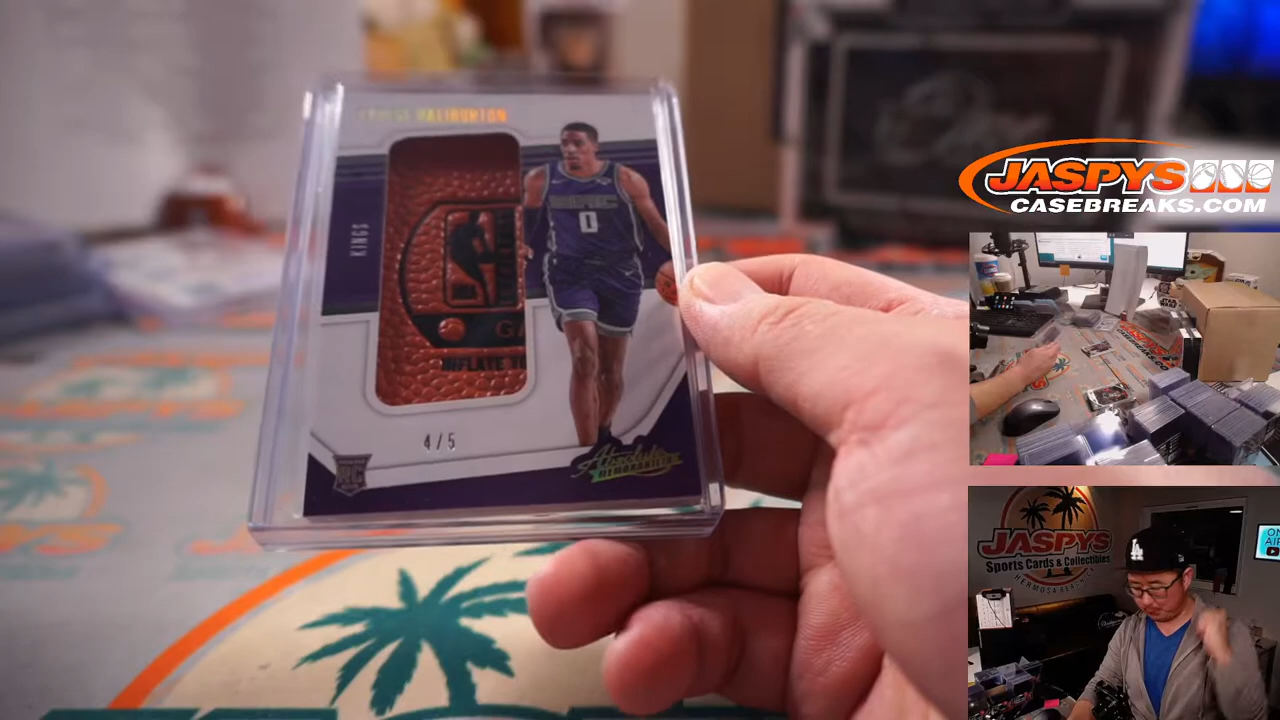 HALIBURTON
KINGS
0
INFLATE TO
4/5
RC
Absolute
MEMORABILIA
JASPYS
CASEBREAKS.COM
JASPYS
Sports Cards & Collectibles
HERMOSA BEACH
LA
ON
AIR